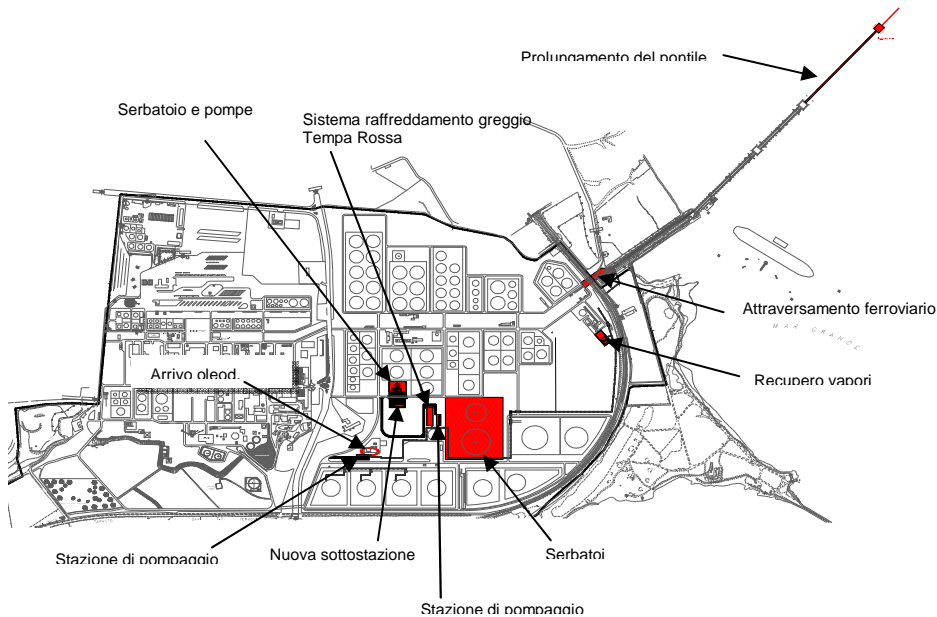 Prolungamento del pontile
Serbatoio e pompe
Sistema raffreddamento greggio
Tempa Rossa
Attraversamento ferroviario
MAR GRANDE
Arrivo oleod.
Recupero vapori
Stazione di pompaggio
Nuova sottostazione
Serbatoi
Stazione di pompaggio